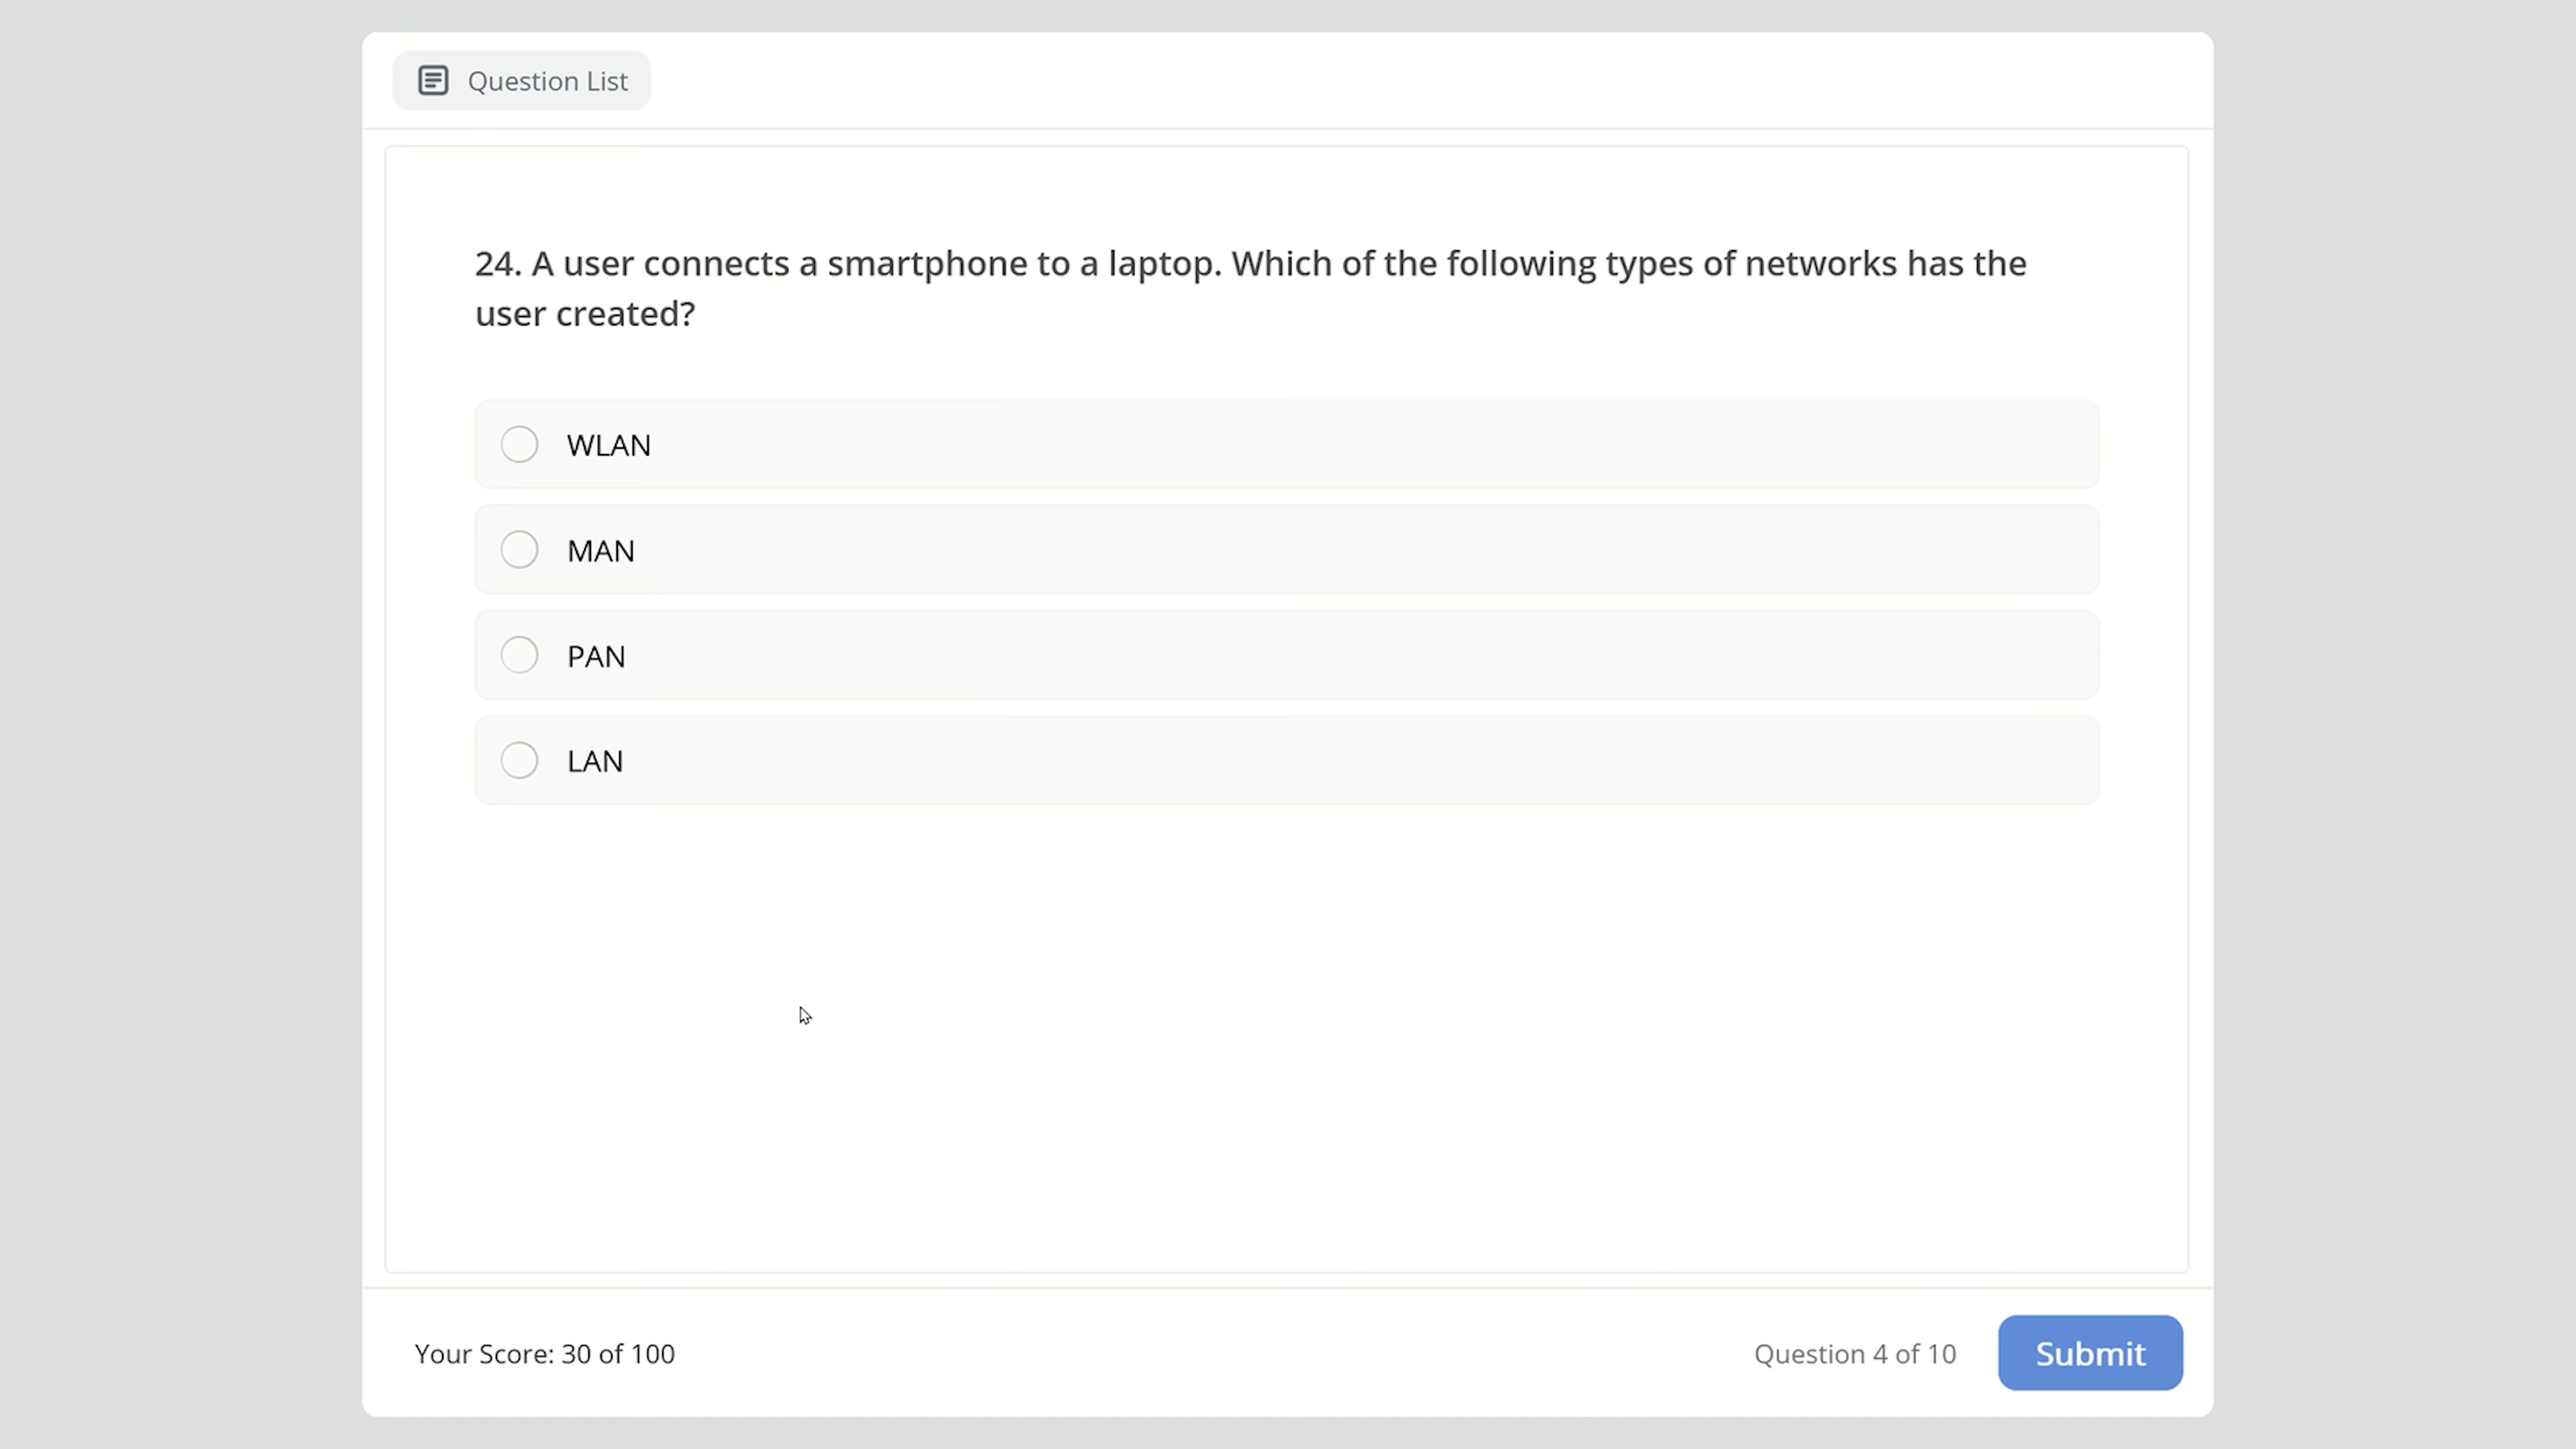 Question List
24. A user connects a smartphone to a laptop. Which of the following types of networks has the
user created?
WLAN
MAN
PAN
LAN
Your Score: 30 of 100
Question 4 of 10
Submit